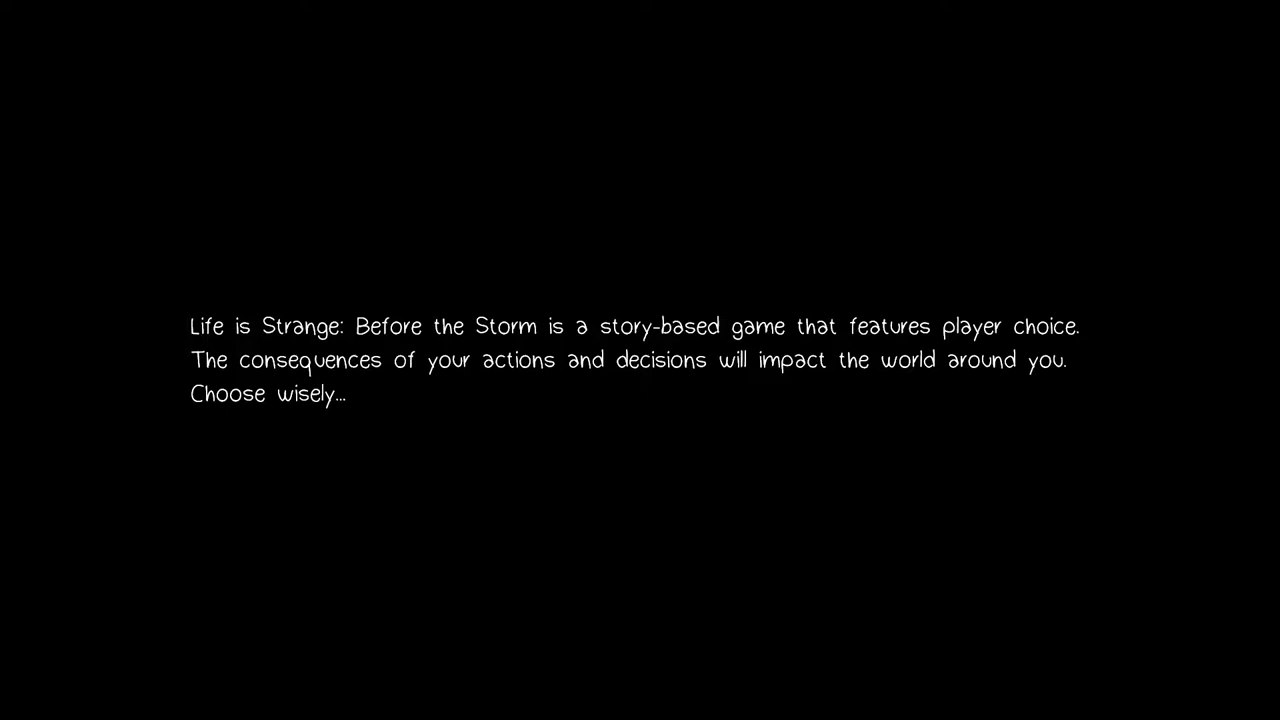 Life is Strange: Before the Storm is a story-based game that features player choice.
The consequences of your actions and decisions will impact the world around you.
Choose wisely...